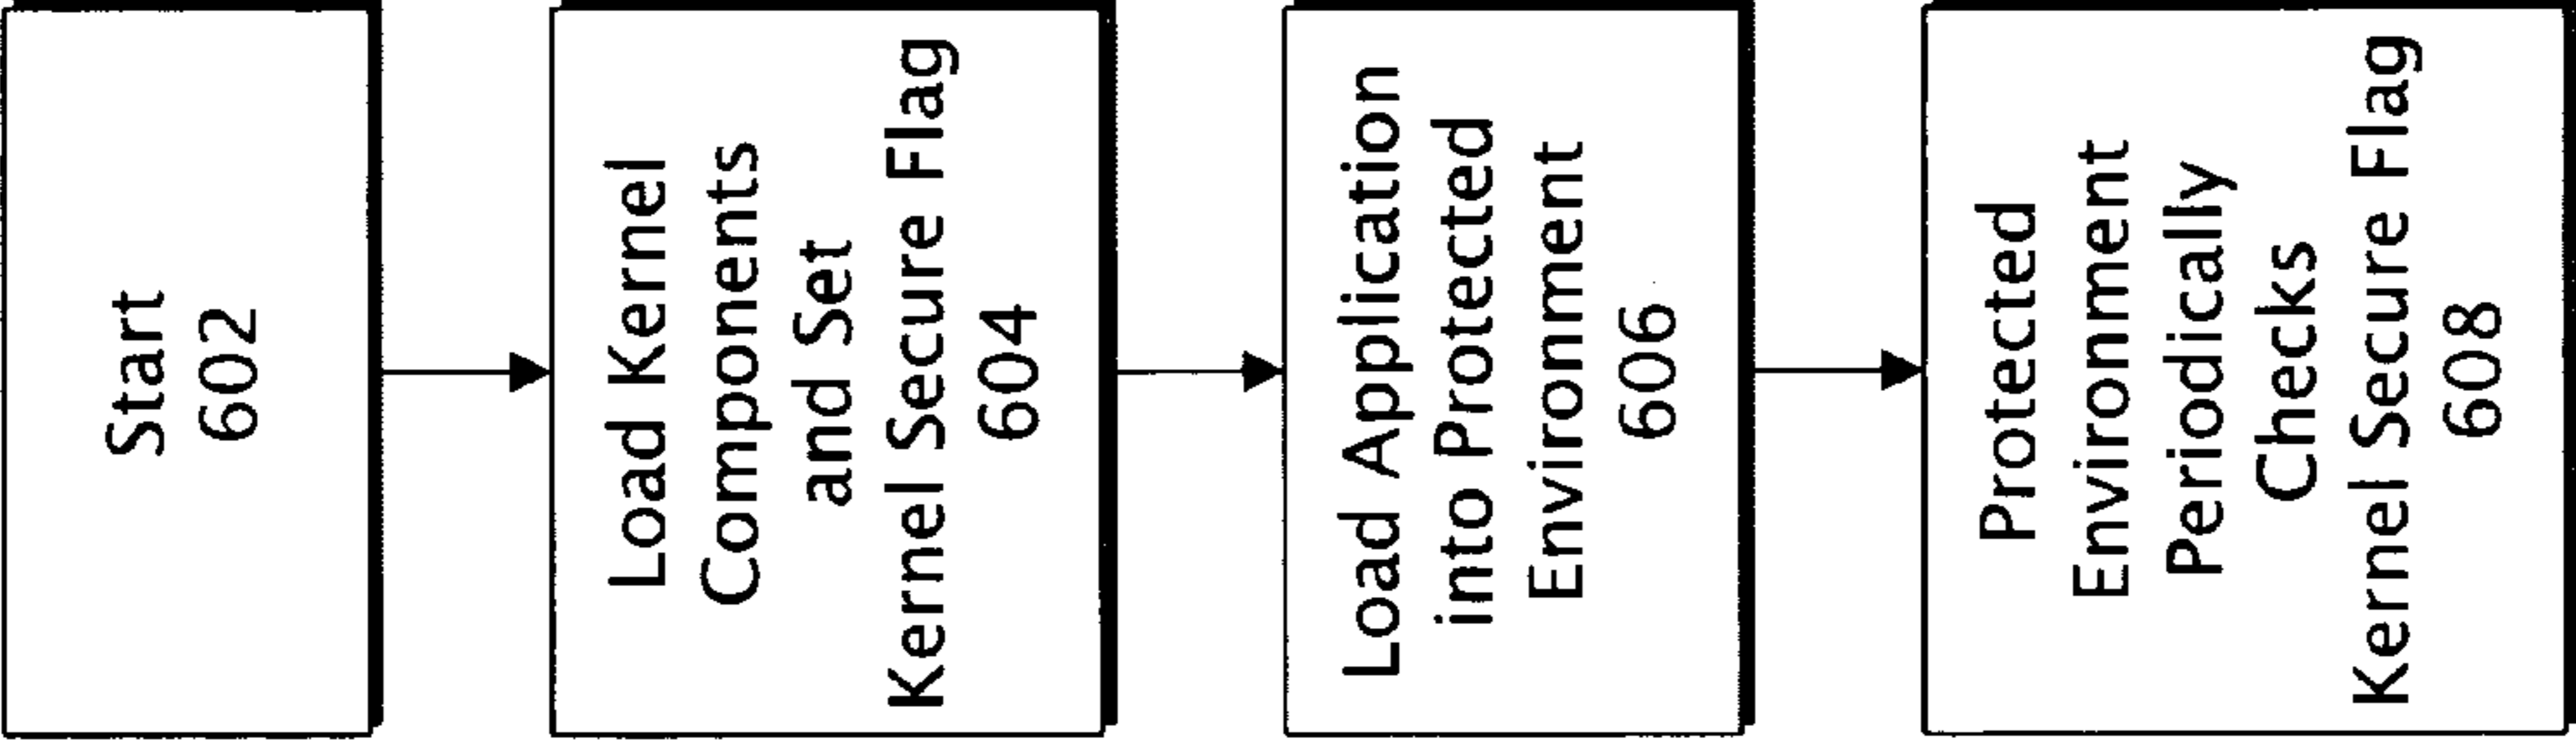 Start
602
Load Kernel
Components
and Set
Kernel Secure Flag
604
Load Application
into Protected
Environment
606
Protected
Environment
Periodically
Checks
Kernel Secure Flag
608